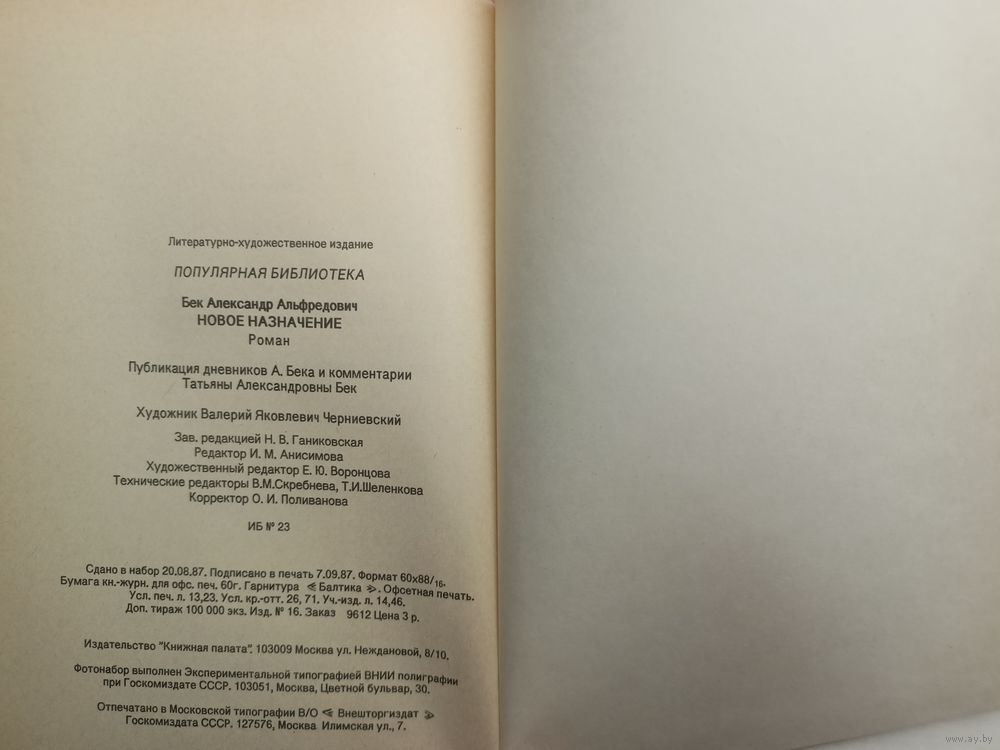 Литературно-художественное издание
ПОПУЛЯРНАЯ БИБЛИОТЕКА
Бек Александр Альфредович
НОВОЕ НАЗНАЧЕНИЕ
Роман
Публикация дневников А. Бека и комментарии
Татьяны Александровны Бек
Художник Валерий Яковлевич Черниевский
Зав. редакцией Н. В. Ганиковская
Редактор И. М. Анисимова
Художественный редактор Е. Ю. Воронцова
Технические редакторы В.М.Скребнева, Т.И.Шеленкова
Корректор О. И. Поливанова
ИБ № 23
Сдано в набор 20.08.87. Подписано в печать 7.09.87. Формат 60х88/16.
Бумага кн.-журн. для офс. печ. 60г. Гарнитура ≪ Балтика ≫. Офсетная печать.
Усл. печ. л. 13,23. Усл. кр.-отт. 26, 71. Уч.-изд. л. 14,46.
Доп. тираж 100 000 экз. Изд. № 16. Заказ 9612 Цена 3 р.
Издательство "Книжная палата". 103009 Москва ул. Неждановой, 8/10.
Фотонабор выполнен Экспериментальной типографией ВНИИ полиграфии
при Госкомиздате СССР. 103051, Москва, Цветной бульвар, 30.
Отпечатано в Московской типографии В/О ≪ Внешторгиздат ≫
Госкомиздата СССР. 127576, Москва Илимская ул., 7.
www.ay.by